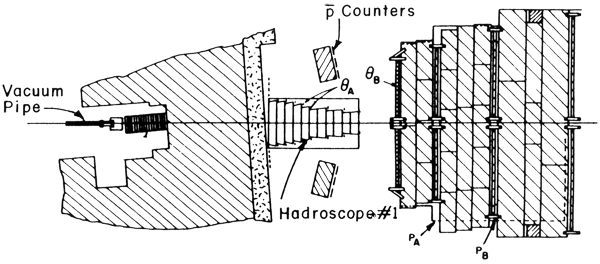 p̅ Counters
θA
θB
Vacuum
Pipe
Hadroscope #1
PA
PB